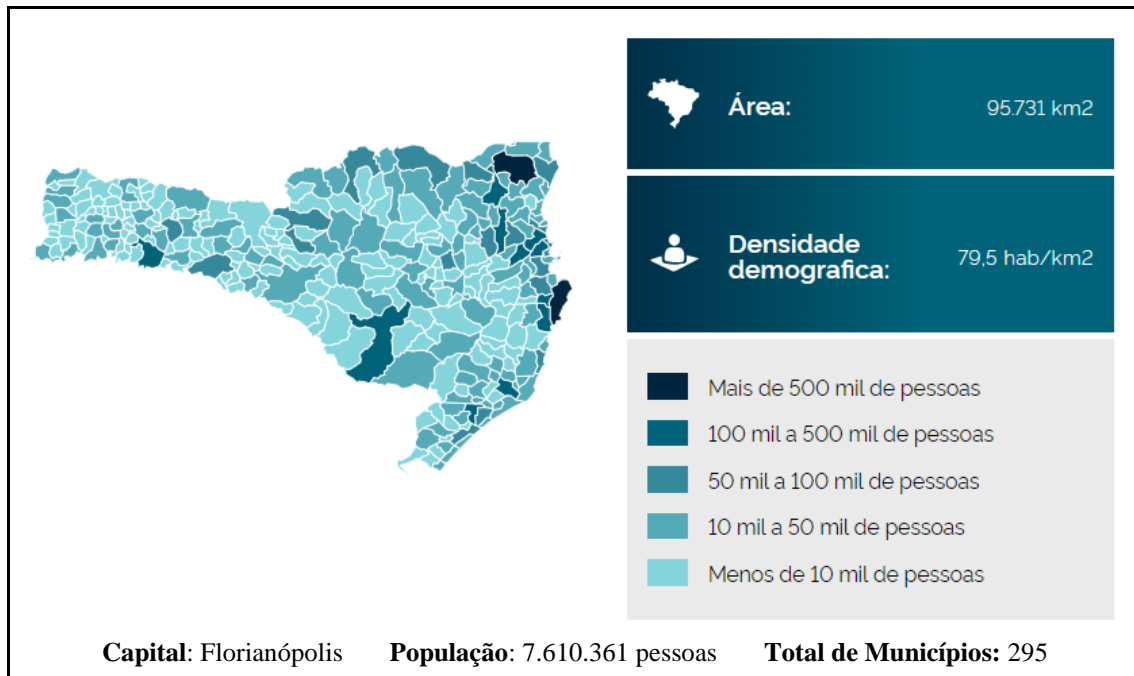 Área:
95.731 km2
Densidade
demografica:
79,5 hab/km2
Mais de 500 mil de pessoas
100 mil a 500 mil de pessoas
50 mil a 100 mil de pessoas
10 mil a 50 mil de pessoas
Menos de 10 mil de pessoas
Capital: Florianópolis População: 7.610.361 pessoas Total de Municípios: 295